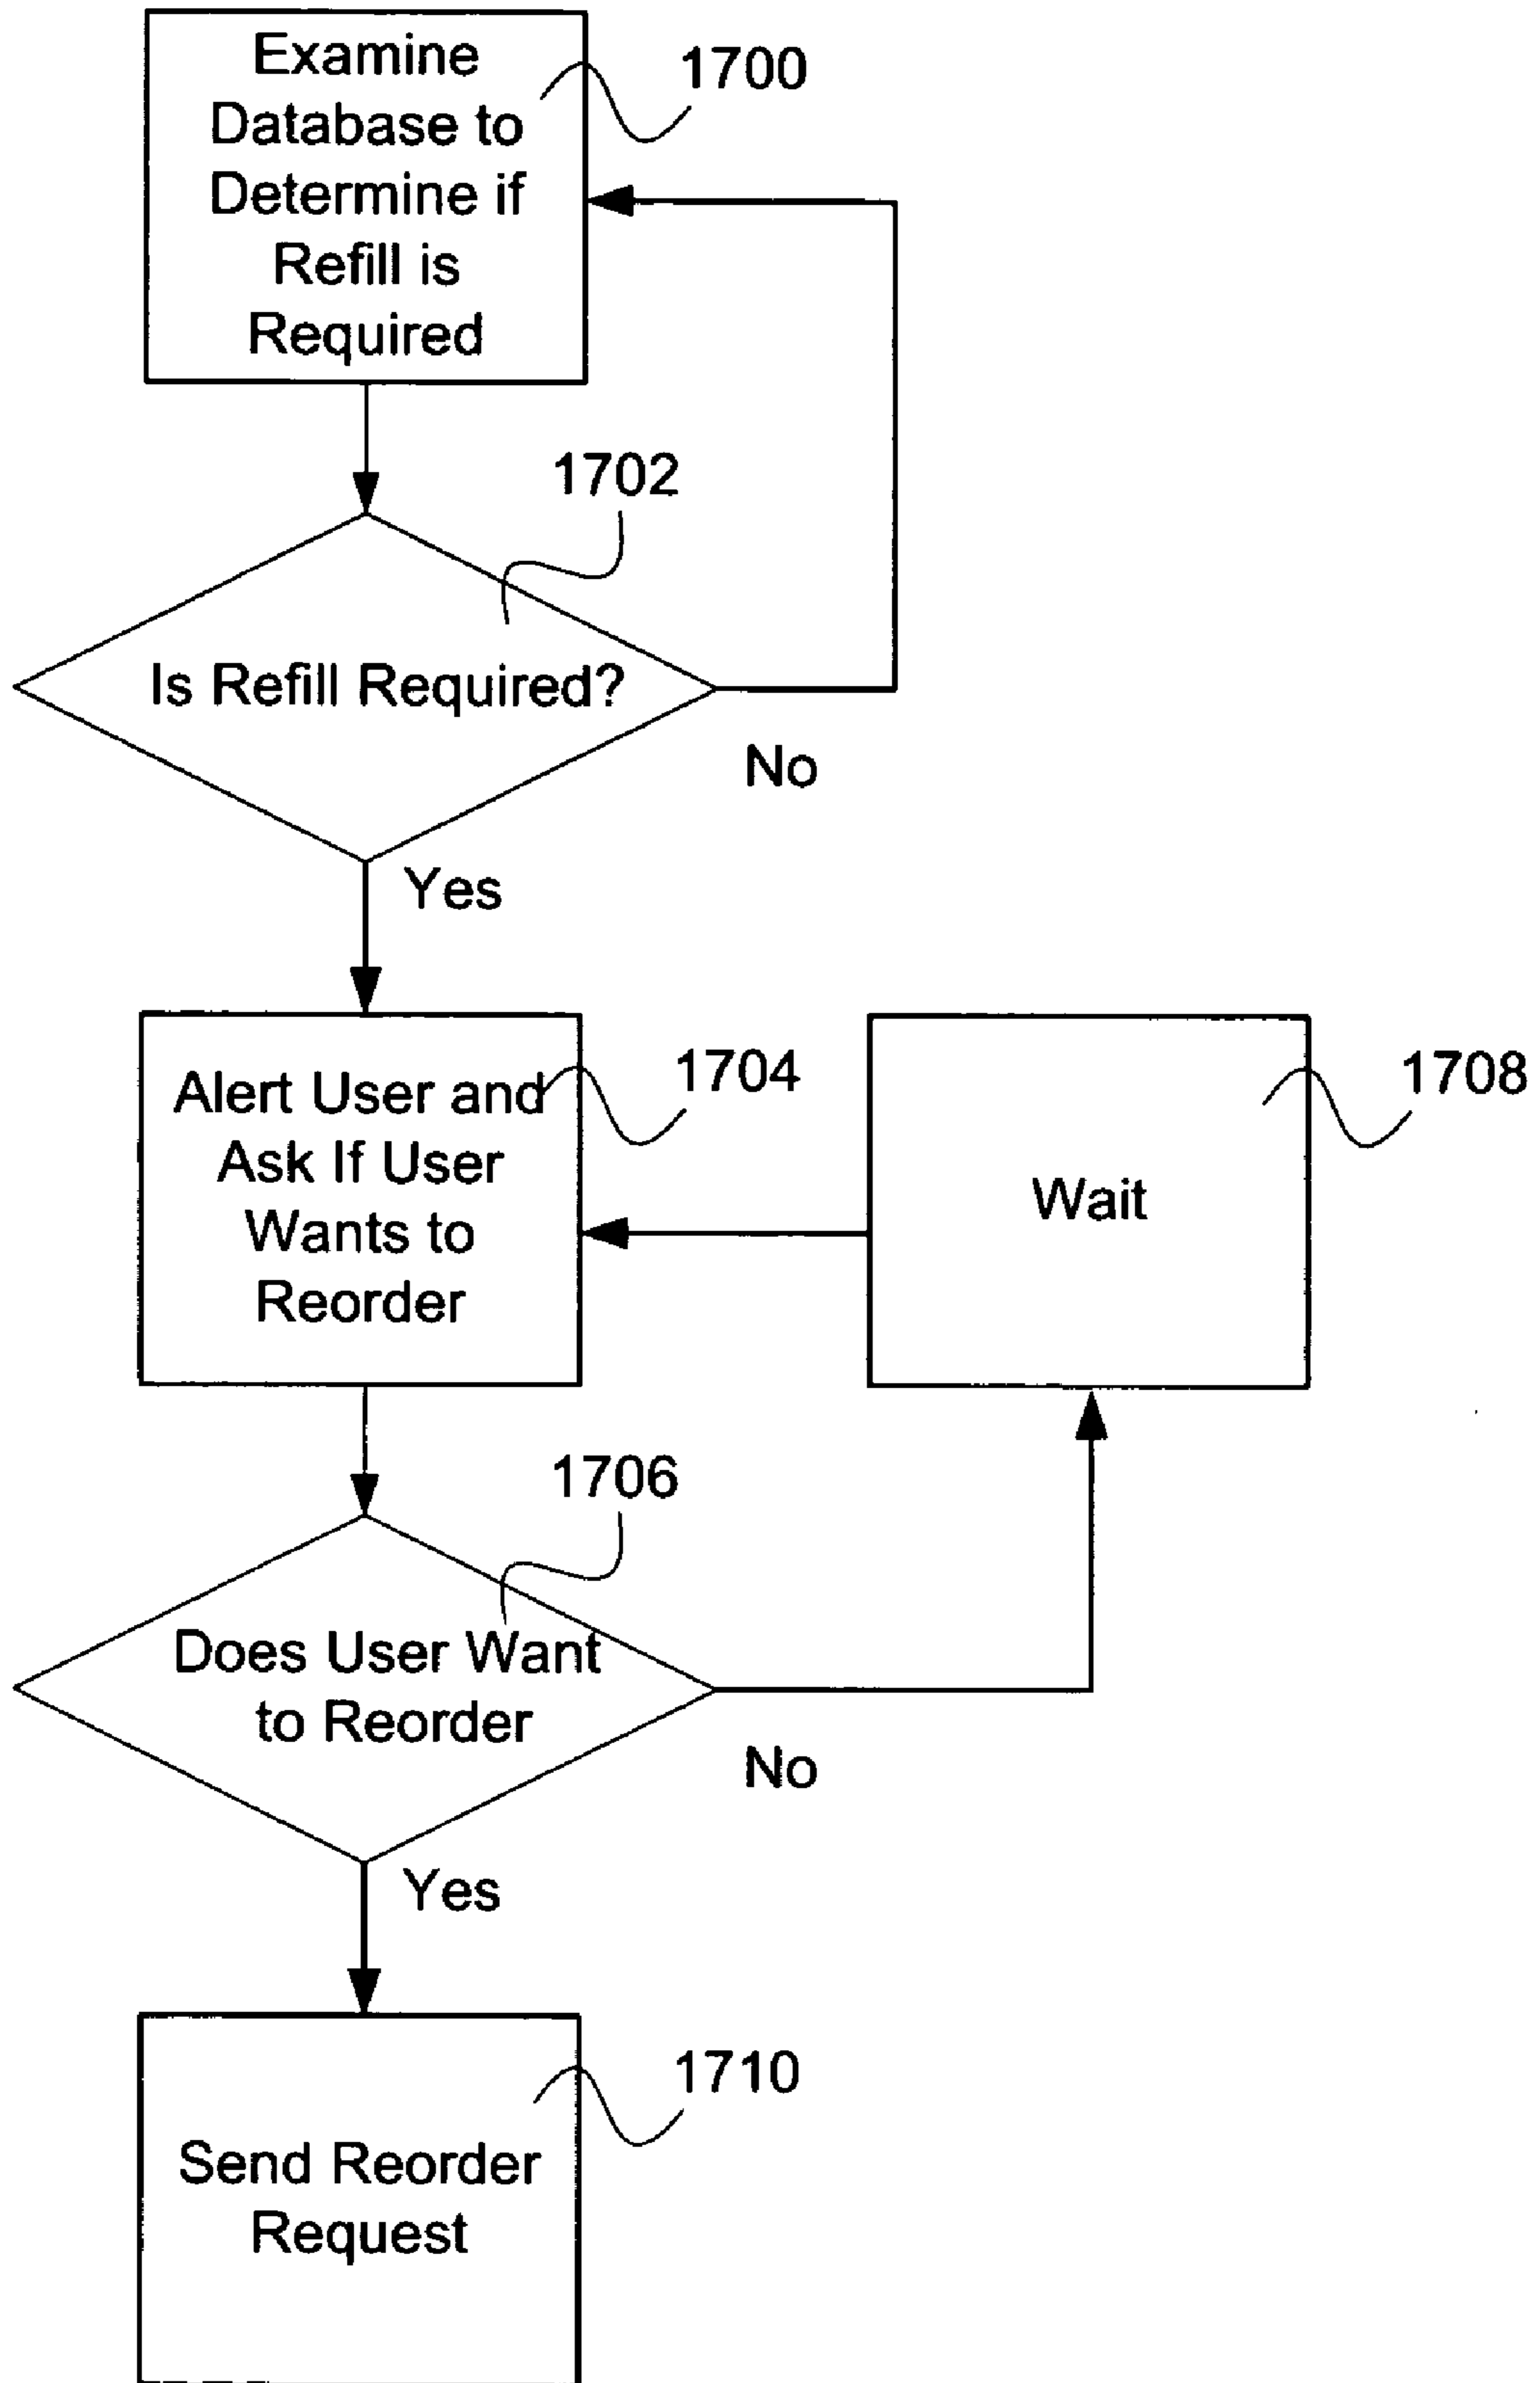 Examine
Database to
Determine if
Refill is
Required
1700
1702
Is Refill Required?
No
Yes
Alert User and
Ask If User
Wants to
Reorder
1704
Wait
1708
1706
Does User Want
to Reorder
No
Yes
Send Reorder
Request
1710